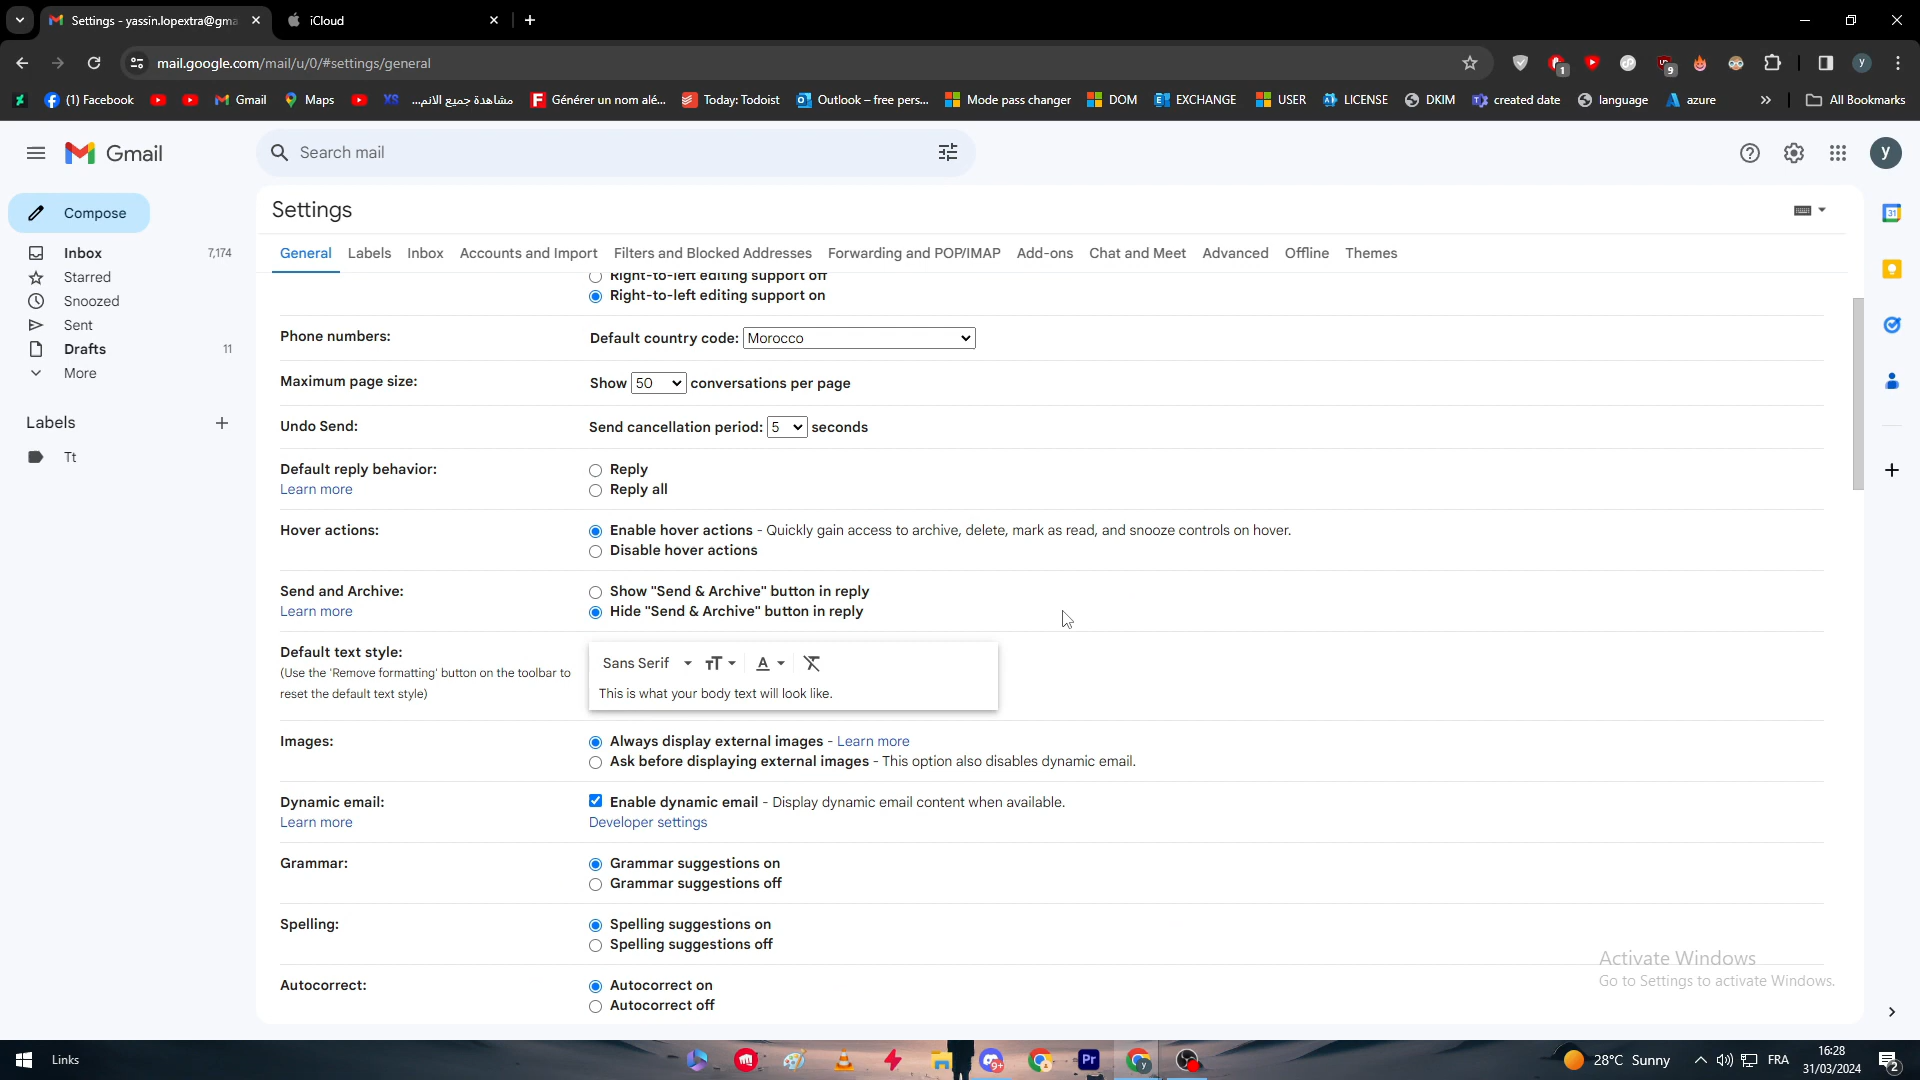 Settings - yassin.lopextra@gma
iCloud
mail.google.com/mail/u/0/#settings/general
1
9
y
(1) Facebook
Gmail
Maps
XS
مشاهدة جميع الانم...
Générer un nom alé...
Today: Todoist
Outlook – free pers...
Mode pass changer
DOM
EXCHANGE
USER
LICENSE
DKIM
created date
language
azure
All Bookmarks
Gmail
Search mail
y
Compose
Inbox 7,174
Starred
Snoozed
Sent
Drafts 11
More
Labels
Tt
Settings
General Labels Inbox Accounts and Import Filters and Blocked Addresses Forwarding and POP/IMAP Add-ons Chat and Meet Advanced Offline Themes
31
Right-to-left editing support off
Right-to-left editing support on
Phone numbers: Default country code: Morocco
Maximum page size: Show 50 conversations per page
Undo Send: Send cancellation period: 5 seconds
Default reply behavior: Reply
Learn more Reply all
Hover actions: Enable hover actions - Quickly gain access to archive, delete, mark as read, and snooze controls on hover.
Disable hover actions
Send and Archive: Show "Send & Archive" button in reply
Learn more Hide "Send & Archive" button in reply
Default text style:
(Use the 'Remove formatting' button on the toolbar to
reset the default text style)
Sans Serif
This is what your body text will look like.
Images: Always display external images - Learn more
Ask before displaying external images - This option also disables dynamic email.
Dynamic email: Enable dynamic email - Display dynamic email content when available.
Learn more Developer settings
Grammar: Grammar suggestions on
Grammar suggestions off
Spelling: Spelling suggestions on
Spelling suggestions off
Autocorrect: Autocorrect on
Autocorrect off
Activate Windows
Go to Settings to activate Windows.
Links
9+
Pr
y
28°C Sunny
FRA
16:28
31/03/2024
2